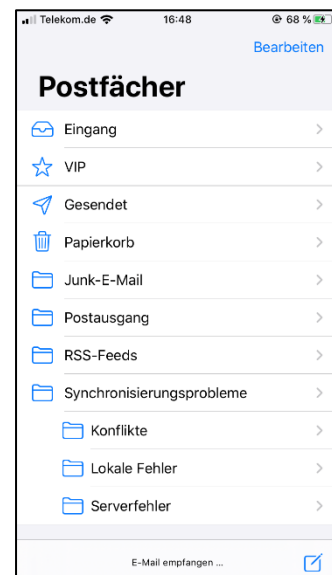 Telekom.de 16:48 68 %
Bearbeiten
Postfächer
Eingang
VIP
Gesendet
Papierkorb
Junk-E-Mail
Postausgang
RSS-Feeds
Synchronisierungsprobleme
Konflikte
Lokale Fehler
Serverfehler
E-Mail empfangen ...